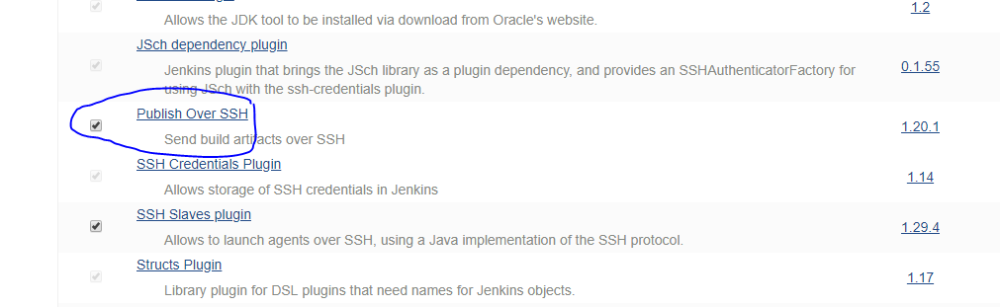 1.2
Allows the JDK tool to be installed via download from Oracle's website.
JSch dependency plugin
Jenkins plugin that brings the JSch library as a plugin dependency, and provides an SSHAuthenticatorFactory for
0.1.55
using JSch with the ssh-credentials plugin.
Publish Over SSH
1.20.1
Send build artifacts over SSH
SSH Credentials Plugin
1.14
Allows storage of SSH credentials in Jenkins
SSH Slaves plugin
1.29.4
Allows to launch agents over SSH, using a Java implementation of the SSH protocol.
Structs Plugin
1.17
Library plugin for DSL plugins that need names for Jenkins objects.